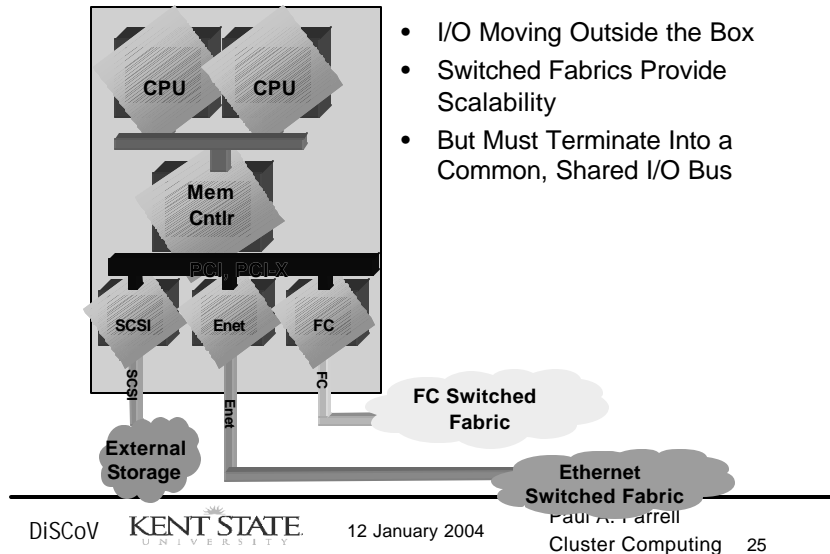 • I/O Moving Outside the Box
• Switched Fabrics Provide
Scalability
• But Must Terminate Into a
Common, Shared I/O Bus
CPU
CPU
Mem
Cntlr
PCI, PCI-X
SCSI
Enet
FC
SCSI
Enet
FC
External
Storage
FC Switched
Fabric
Ethernet
Switched Fabric
DiSCoV
KENT STATE.
UNIVERSITY
12 January 2004
Paul A. Farrell
Cluster Computing
25